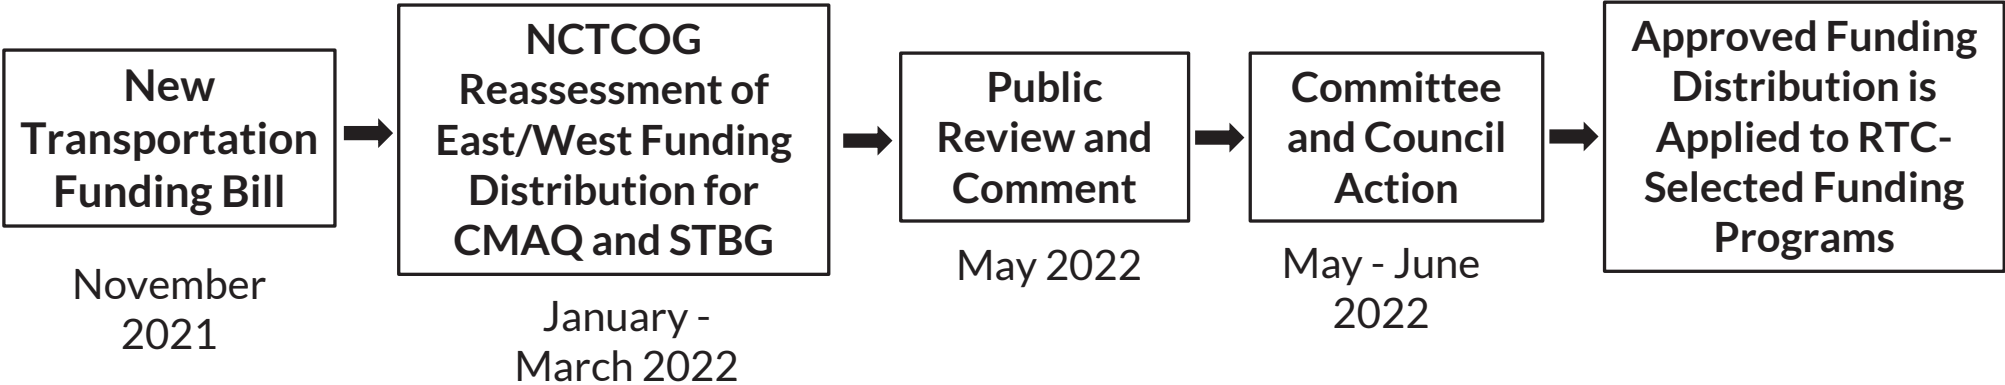 New
Transportation
Funding Bill
November
2021
NCTCOG
Reassessment of
East/West Funding
Distribution for
CMAQ and STBG
January -
March 2022
Public
Review and
Comment
May 2022
Committee
and Council
Action
May - June
2022
Approved Funding
Distribution is
Applied to RTC-
Selected Funding
Programs